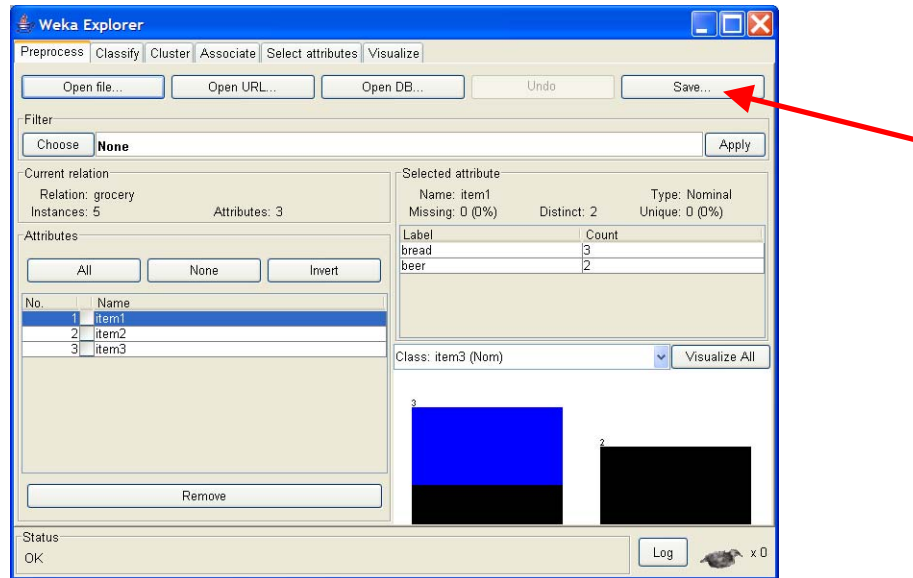 Weka Explorer
Preprocess Classify Cluster Associate Select attributes Visualize
Open file... Open URL... Open DB... Undo Save...
Filter
Choose None Apply
Current relation
Relation: grocery
Instances: 5 Attributes: 3
Selected attribute
Name: item1 Type: Nominal
Missing: 0 (0%) Distinct: 2 Unique: 0 (0%)
Label Count
bread 3
beer 2
Attributes
All None Invert
No. Name
1 item1
2 item2
3 item3
Remove
Class: item3 (Nom) Visualize All
3
2
Status
OK
Log x 0